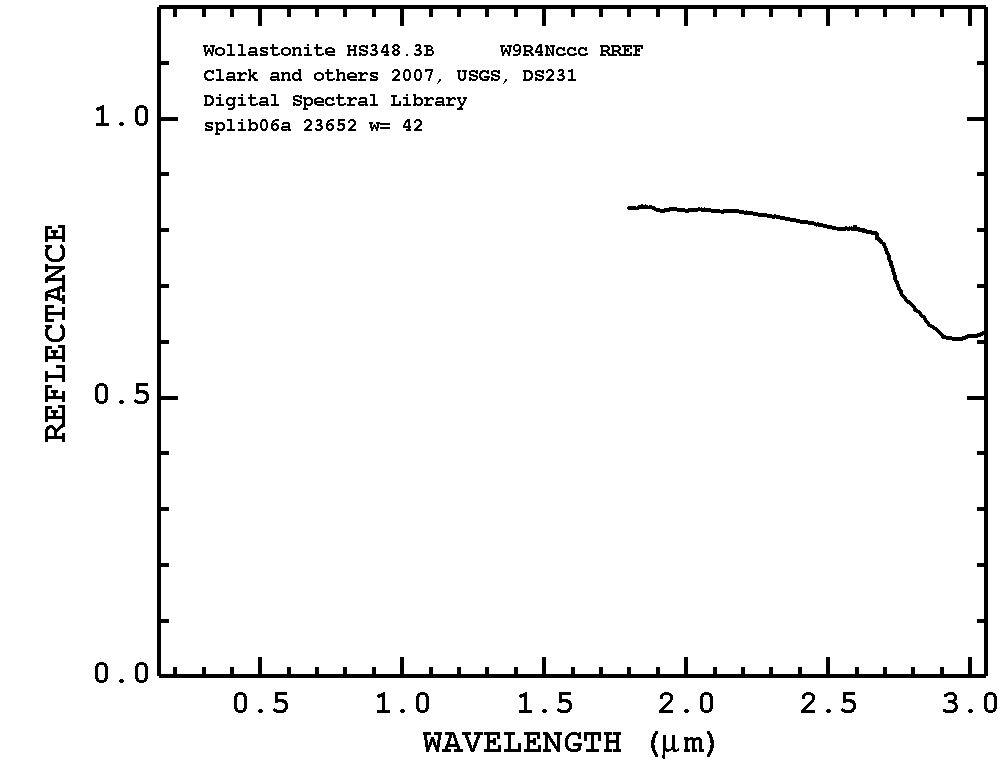 Wollastonite HS348.3B W9R4Nccc RREF
Clark and others 2007, USGS, DS231
Digital Spectral Library
splib06a 23652 w= 42
1.0
0.5
0.0
REFLECTANCE
0.5 1.0 1.5 2.0 2.5 3.0
WAVELENGTH (μm)